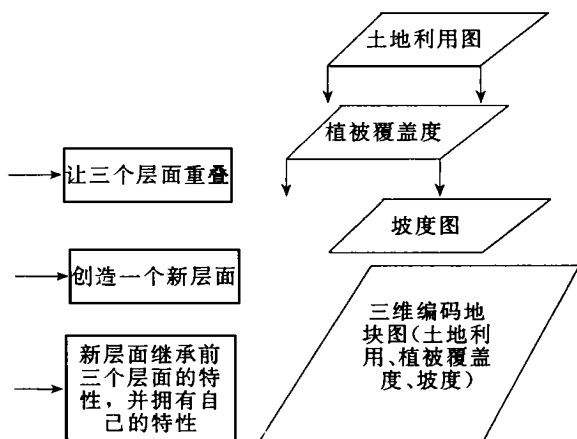 土地利用图
植被覆盖度
让三个层面重叠
坡度图
创造一个新层面
三维编码地
块图(土地利
用、植被覆盖
度、坡度)
新层面继承前
三个层面的特
性,并拥有自
己的特性